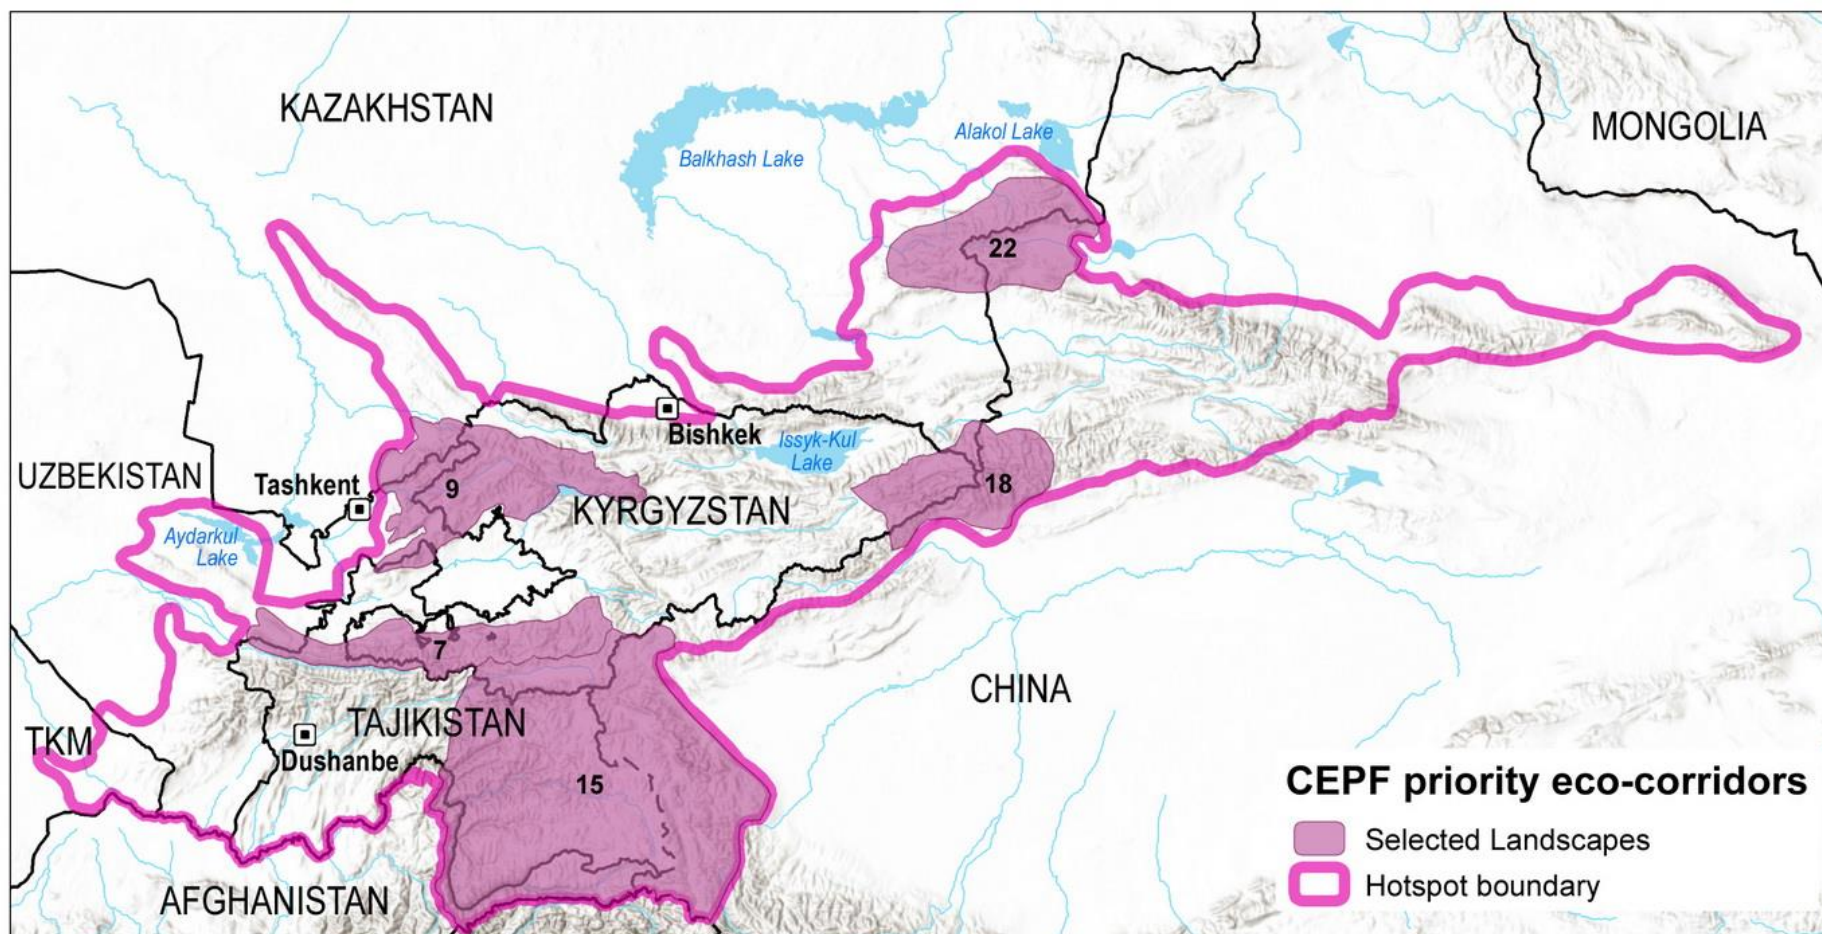 KAZAKHSTAN
MONGOLIA
Alakol Lake
Balkhash Lake
22
Bishkek
Issyk-Kul
Lake
UZBEKISTAN
Tashkent
9
18
KYRGYZSTAN
Aydarkul
Lake
7
CHINA
TAJIKISTAN
TKM
Dushanbe
15
AFGHANISTAN
CEPF priority eco-corridors
Selected Landscapes
Hotspot boundary